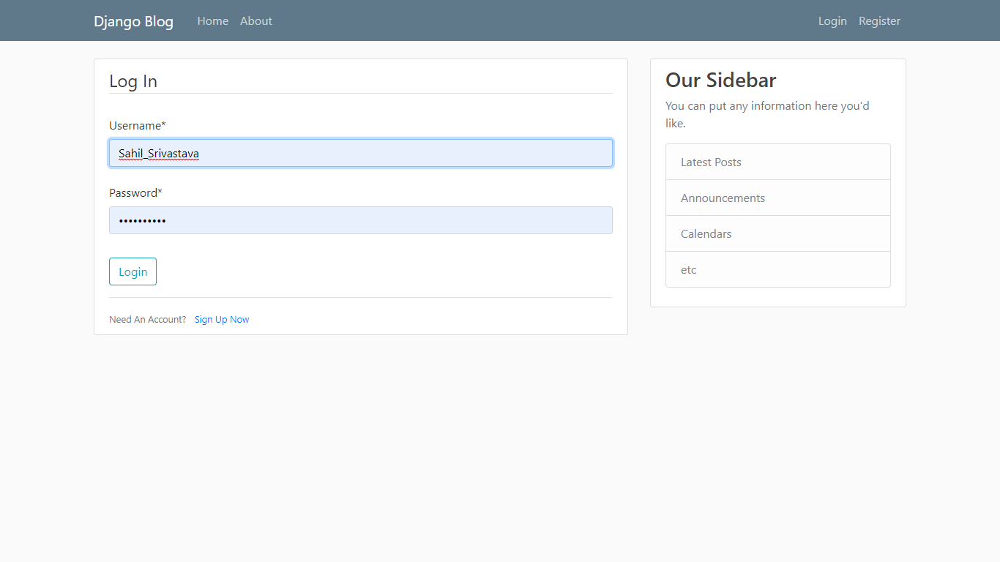 Django Blog Home About Login Register
Log In
Username*
Sahil_Srivastava
Password*
••••••••••
Login
Need An Account? Sign Up Now
Our Sidebar
You can put any information here you'd
like.
Latest Posts
Announcements
Calendars
etc